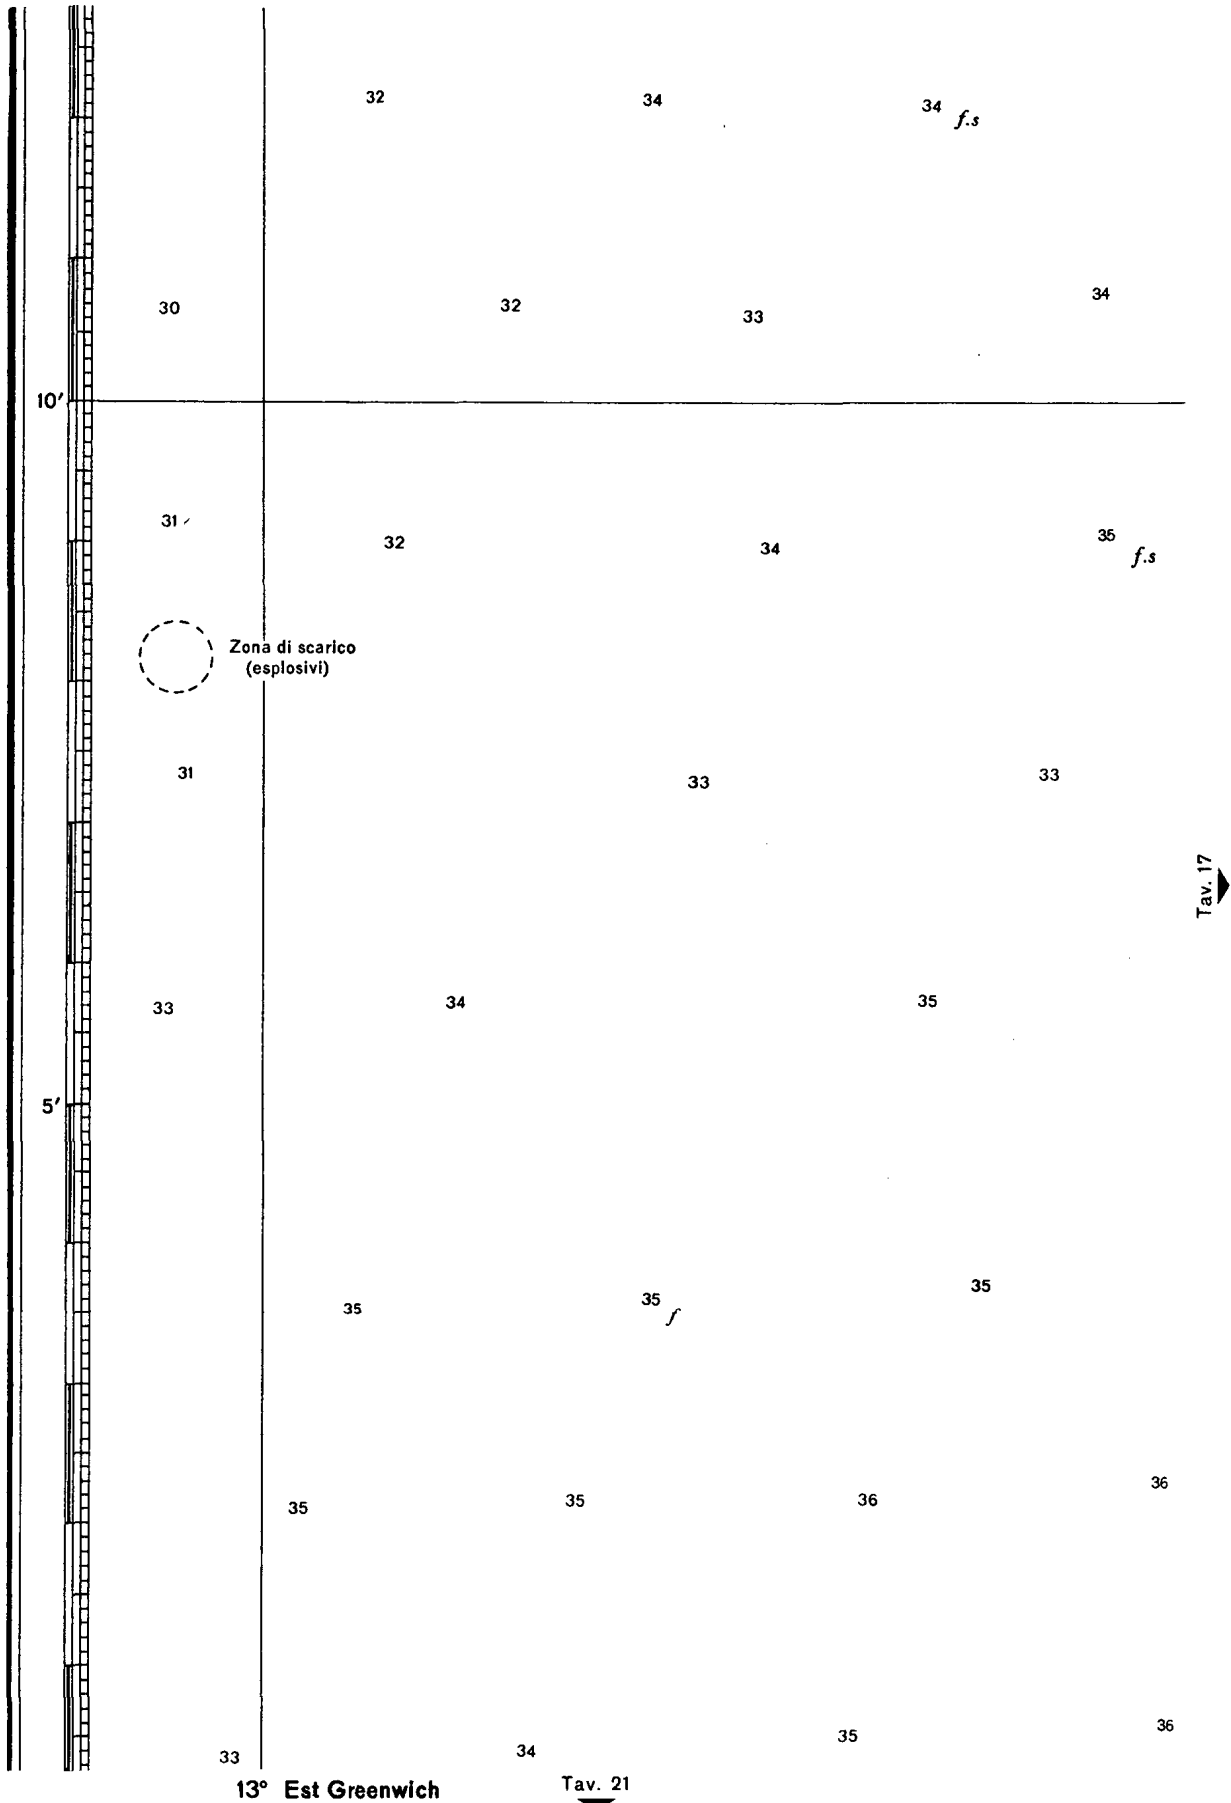 32 34 34 f.s
30 32 33 34
10'
31 32 34 35 f.s
Zona di scarico
(esplosivi)
31 33 33
Tav. 17
33 34 35
5'
35 35 f 35
35 35 36 36
33 34 35 36
13° Est Greenwich
Tav. 21